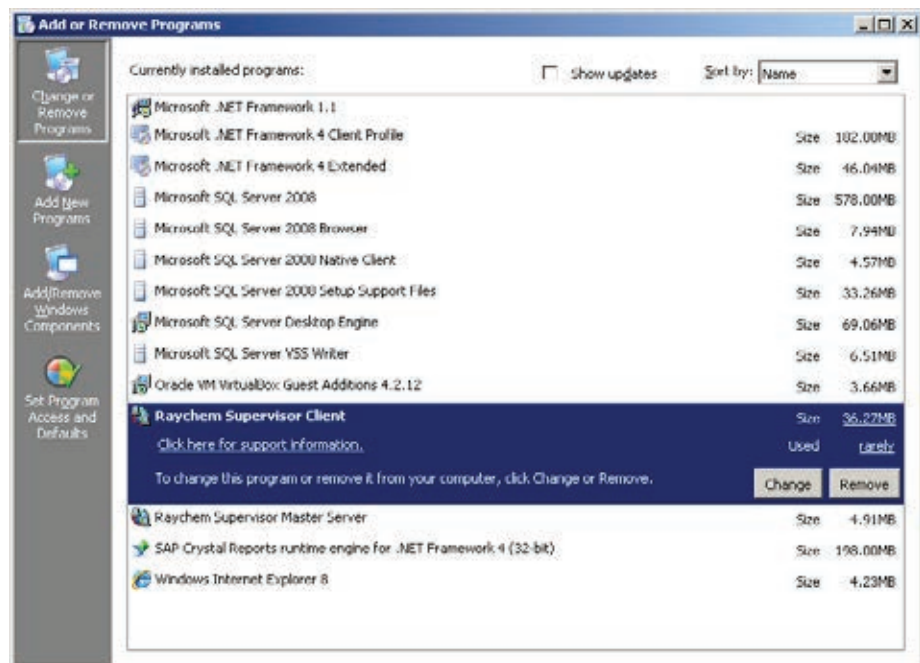 Add or Remove Programs
Change or
Remove
Programs
Add New
Programs
Add/Remove
Windows
Components
Set Program
Access and
Defaults
Currently installed programs:
Show updates
Sort by: Name
Microsoft .NET Framework 1.1
Microsoft .NET Framework 4 Client Profile Size 182.00MB
Microsoft .NET Framework 4 Extended Size 46.04MB
Microsoft SQL Server 2008 Size 578.00MB
Microsoft SQL Server 2008 Browser Size 7.94MB
Microsoft SQL Server 2008 Native Client Size 4.57MB
Microsoft SQL Server 2008 Setup Support Files Size 33.26MB
Microsoft SQL Server Desktop Engine Size 69.06MB
Microsoft SQL Server VSS Writer Size 6.51MB
Oracle VM VirtualBox Guest Additions 4.2.12 Size 3.66MB
Raychem Supervisor Client Size 36.27MB
Click here for support information. Used rarely
To change this program or remove it from your computer, click Change or Remove. Change Remove
Raychem Supervisor Master Server Size 4.91MB
SAP Crystal Reports runtime engine for .NET Framework 4 (32-bit) Size 198.00MB
Windows Internet Explorer 8 Size 4.23MB